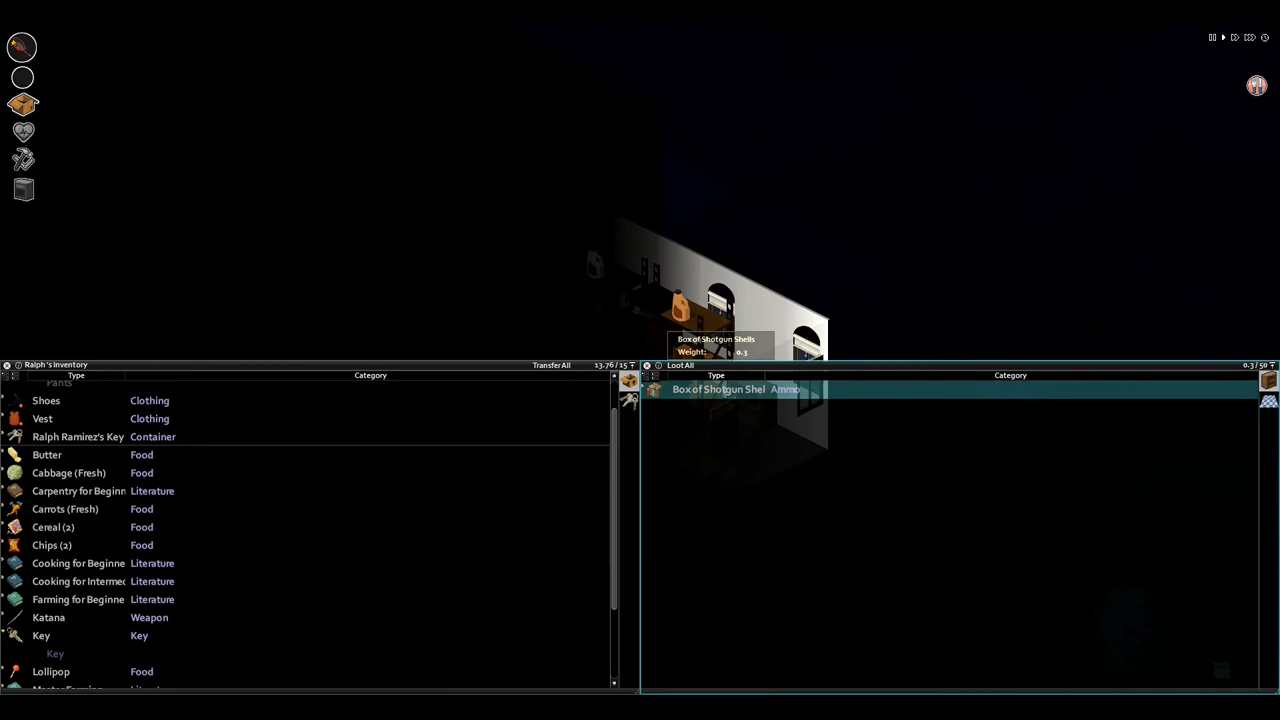 Box of Shotgun Shells
Weight: 0.3
Ralph 's Inventory Transfer All 13.76 / 15
Type Category
Pants
Shoes Clothing
Vest Clothing
Ralph Ramirez's Key Container
Butter Food
Cabbage (Fresh) Food
Carpentry for Beginn Literature
Carrots (Fresh) Food
Cereal (2) Food
Chips (2) Food
Cooking for Beginne Literature
Cooking for Intermed Literature
Farming for Beginne Literature
Katana Weapon
Key Key
Key
Lollipop Food
Loot All 0.3 / 50
Type Category
Box of Shotgun Shel Ammo